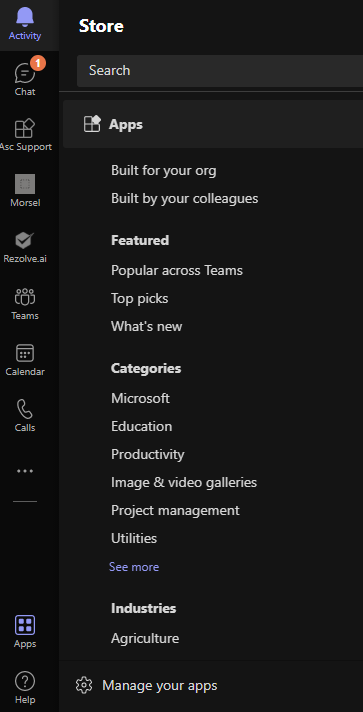 Activity
1
Chat
Asc Support
Morsel
Rezolve.ai
Teams
Calendar
Calls
Apps
Help
Store
Search
Apps
Built for your org
Built by your colleagues
Featured
Popular across Teams
Top picks
What's new
Categories
Microsoft
Education
Productivity
Image & video galleries
Project management
Utilities
See more
Industries
Agriculture
Manage your apps